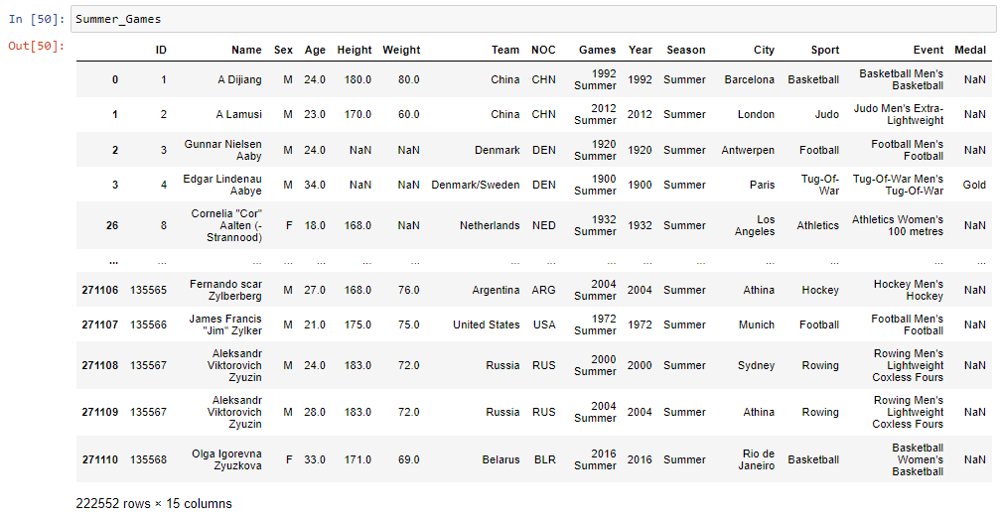 In [50]: Summer_Games
Out[50]:
ID Name Sex Age Height Weight Team NOC Games Year Season City Sport Event Medal
0 1 A Dijiang M 24.0 180.0 80.0 China CHN 1992 Summer 1992 Summer Barcelona Basketball Basketball Men's Basketball NaN
1 2 A Lamusi M 23.0 170.0 60.0 China CHN 2012 Summer 2012 Summer London Judo Judo Men's Extra-Lightweight NaN
2 3 Gunnar Nielsen Aaby M 24.0 NaN NaN Denmark DEN 1920 Summer 1920 Summer Antwerpen Football Football Men's Football NaN
3 4 Edgar Lindenau Aabye M 34.0 NaN NaN Denmark/Sweden DEN 1900 Summer 1900 Summer Paris Tug-Of-War Tug-Of-War Men's Tug-Of-War Gold
26 8 Cornelia "Cor" Aalten (-Strannood) F 18.0 168.0 NaN Netherlands NED 1932 Summer 1932 Summer Los Angeles Athletics Athletics Women's 100 metres NaN
... ... ... ... ... ... ... ... ... ... ... ... ... ... ... ...
271106 135565 Fernando scar Zylberberg M 27.0 168.0 76.0 Argentina ARG 2004 Summer 2004 Summer Athina Hockey Hockey Men's Hockey NaN
271107 135566 James Francis "Jim" Zylker M 21.0 175.0 75.0 United States USA 1972 Summer 1972 Summer Munich Football Football Men's Football NaN
271108 135567 Aleksandr Viktorovich Zyuzin M 24.0 183.0 72.0 Russia RUS 2000 Summer 2000 Summer Sydney Rowing Rowing Men's Lightweight Coxless Fours NaN
271109 135567 Aleksandr Viktorovich Zyuzin M 28.0 183.0 72.0 Russia RUS 2004 Summer 2004 Summer Athina Rowing Rowing Men's Lightweight Coxless Fours NaN
271110 135568 Olga Igorevna Zyuzkova F 33.0 171.0 69.0 Belarus BLR 2016 Summer 2016 Summer Rio de Janeiro Basketball Basketball Women's Basketball NaN
222552 rows × 15 columns